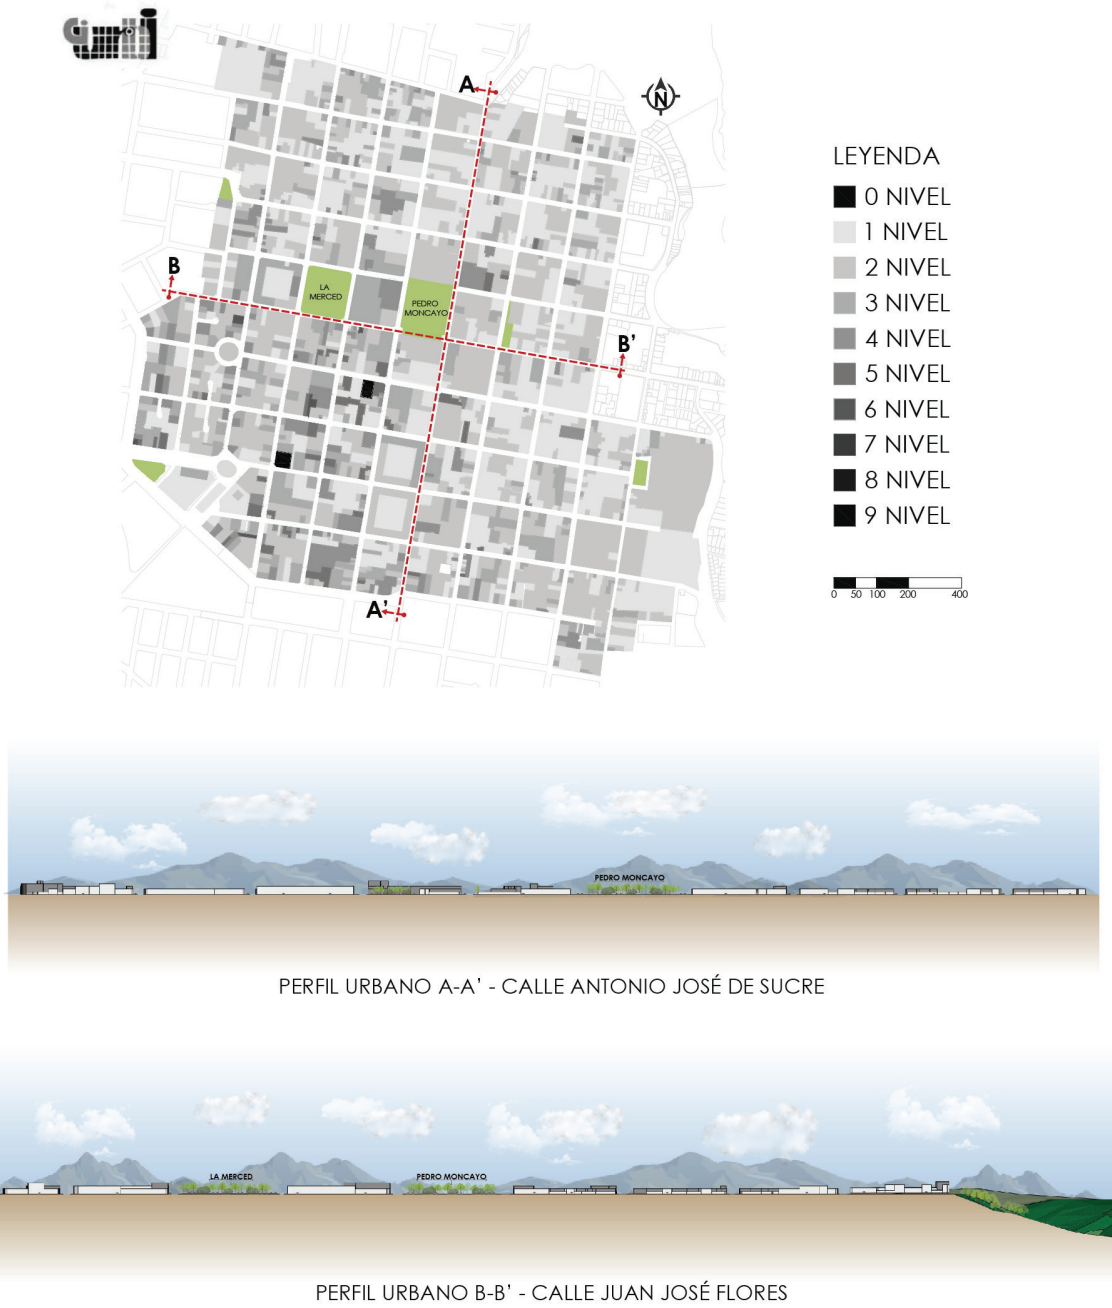 A
N
LEYENDA
0 NIVEL
1 NIVEL
2 NIVEL
3 NIVEL
4 NIVEL
5 NIVEL
6 NIVEL
7 NIVEL
8 NIVEL
9 NIVEL
0 50 100 200 400
B
LA
MERCED
PEDRO
MONCAYO
B'
A'
PEDRO MONCAYO
PERFIL URBANO A-A' - CALLE ANTONIO JOSÉ DE SUCRE
LA MERCED
PEDRO MONCAYO
PERFIL URBANO B-B' - CALLE JUAN JOSÉ FLORES